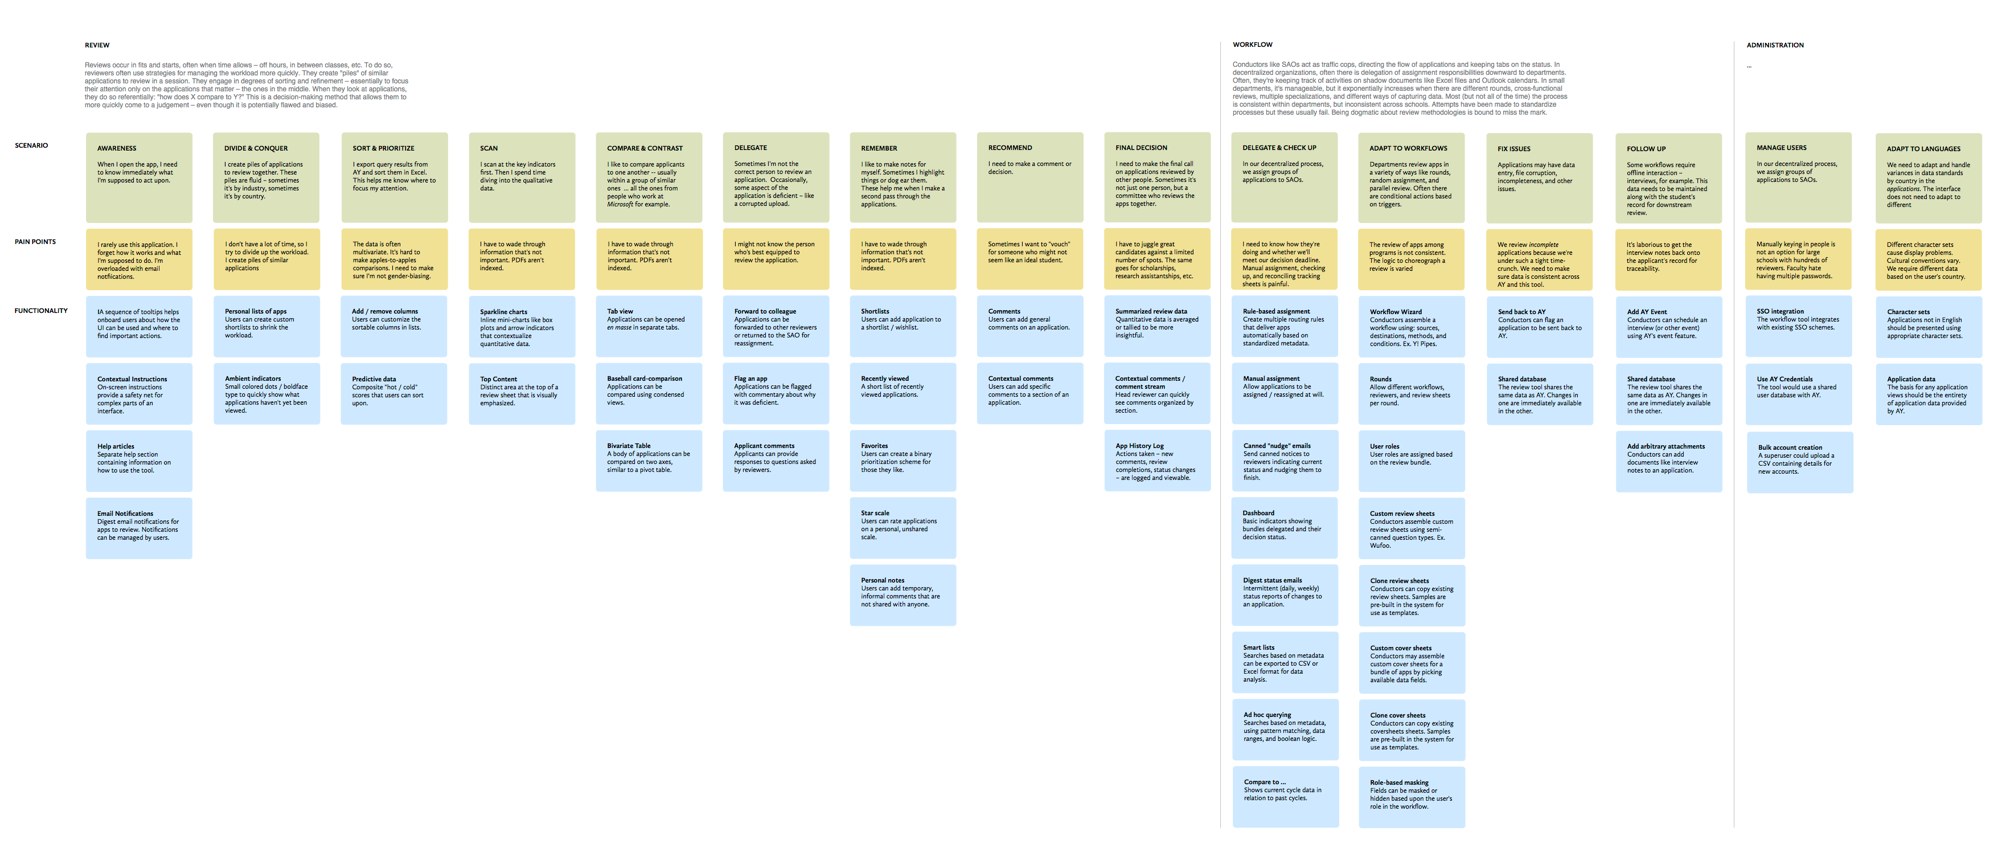 REVIEW
Reviews occur in fits and starts, often when time allows – off hours, in between classes, etc. To do so,
reviewers often use strategies for managing the workload more quickly. They create "piles" of similar
applications to review in a session. They engage in degrees of sorting and refinement – essentially to focus
their attention only on the applications that matter – the ones in the middle. When they look at applications,
they do so referentially: "how does X compare to Y?" This is a decision-making method that allows them to
more quickly come to a judgement – even though it is potentially flawed and biased.
WORKFLOW
Conductors like SAOs act as traffic cops, directing the flow of applications and keeping tabs on the status. In
decentralized organizations, often there is delegation of assignment responsibilities downward to departments.
Often, they're keeping track of activities on shadow documents like Excel files and Outlook calendars. In small
departments, it's manageable, but it exponentially increases when there are different rounds, cross-functional
reviews, multiple specializations, and different ways of capturing data. Most (but not all of the time) the process
is consistent within departments, but inconsistent across schools. Attempts have been made to standardize
processes but these usually fail. Being dogmatic about review methodologies is bound to miss the mark.
ADMINISTRATION
...
SCENARIO
AWARENESS
When I open the app, I need
to know immediately what
I'm supposed to act upon.
DIVIDE & CONQUER
I create piles of applications
to review together. These
piles are fluid – sometimes
it's by industry, sometimes
it's by country.
SORT & PRIORITIZE
I export query results from
AY and sort them in Excel.
This helps me know where to
focus my attention.
SCAN
I scan at the key indicators
first. Then I spend time
diving into the qualitative
data.
COMPARE & CONTRAST
I like to compare applicants
to one another -- usually
within a group of similar
ones ... all the ones from
people who work at
Microsoft for example.
DELEGATE
Sometimes I'm not the
correct person to review an
application. Occasionally,
some aspect of the
application is deficient – like
a corrupted upload.
REMEMBER
I like to make notes for
myself. Sometimes I highlight
things or dog ear them.
These help me when I make a
second pass through the
applications.
RECOMMEND
I need to make a comment or
decision.
FINAL DECISION
I need to make the final call
on applications reviewed by
other people. Sometimes it's
not just one person, but a
committee who reviews the
apps together.
DELEGATE & CHECK UP
In our decentralized process,
we assign groups of
applications to SAOs.
ADAPT TO WORKFLOWS
Departments review apps in
a variety of ways like rounds,
random assignment, and
parallel review. Often there
are conditional actions based
on triggers.
FIX ISSUES
Applications may have data
entry, file corruption,
incompleteness, and other
issues.
FOLLOW UP
Some workflows require
offline interaction –
interviews, for example. This
data needs to be maintained
along with the student's
record for downstream
review.
MANAGE USERS
In our decentralized process,
we assign groups of
applications to SAOs.
ADAPT TO LANGUAGES
We need to adapt and handle
variances in data standards
by country in the
applications. The interface
does not need to adapt to
different
PAIN POINTS
I rarely use this application. I
forget how it works and what
I'm supposed to do. I'm
overloaded with email
notifications.
I don't have a lot of time, so I
try to divide up the workload.
I create piles of similar
applications
The data is often
multivariate. It's hard to
make apples-to-apples
comparisons. I need to make
sure I'm not gender-biasing.
I have to wade through
information that's not
important. PDFs aren't
indexed.
I have to wade through
information that's not
important. PDFs aren't
indexed.
I might not know the person
who's best equipped to
review the application.
I have to wade through
information that's not
important. PDFs aren't
indexed.
Sometimes I want to "vouch"
for someone who might not
seem like an ideal student.
I have to juggle great
candidates against a limited
number of spots. The same
goes for scholarships,
research assistantships, etc.
I need to know how they're
doing and whether we'll
meet our decision deadline.
Manual assignment, checking
up, and reconciling tracking
sheets is painful.
The review of apps among
programs is not consistent.
The logic to choreograph a
review is varied
We review incomplete
applications because we're
under such a tight time-
crunch. We need to make
sure data is consistent across
AY and this tool.
It's laborious to get the
interview notes back onto
the applicant's record for
traceability.
Manually keying in people is
not an option for large
schools with hundreds of
reviewers. Faculty hate
having multiple passwords.
Different character sets
cause display problems.
Cultural conventions vary.
We require different data
based on the user's country.
FUNCTIONALITY
IA sequence of tooltips helps
onboard users about how the
UI can be used and where to
find important actions.
Personal lists of apps
Users can create custom
shortlists to shrink the
workload.
Add / remove columns
Users can customize the
sortable columns in lists.
Sparkline charts
Inline mini-charts like box
plots and arrow indicators
that contextualize
quantitative data.
Tab view
Applications can be opened
en masse in separate tabs.
Forward to colleague
Applications can be
forwarded to other reviewers
or returned to the SAO for
reassignment.
Shortlists
Users can add application to
a shortlist / wishlist.
Comments
Users can add general
comments on an application.
Summarized review data
Quantitative data is averaged
or tallied to be more
insightful.
Rule-based assignment
Create multiple routing rules
that deliver apps
automatically based on
standardized metadata.
Workflow Wizard
Conductors assemble a
workflow using: sources,
destinations, methods, and
conditions. Ex. Y! Pipes.
Send back to AY
Conductors can flag an
application to be sent back to
AY.
Add AY Event
Conductors can schedule an
interview (or other event)
using AY's event feature.
SSO integration
The workflow tool integrates
with existing SSO schemes.
Character sets
Applications not in English
should be presented using
appropriate character sets.
Contextual Instructions
On-screen instructions
provide a safety net for
complex parts of an
interface.
Ambient indicators
Small colored dots / boldface
type to quickly show what
applications haven't yet been
viewed.
Predictive data
Composite "hot / cold"
scores that users can sort
upon.
Top Content
Distinct area at the top of a
review sheet that is visually
emphasized.
Baseball card-comparison
Applications can be
compared using condensed
views.
Flag an app
Applications can be flagged
with commentary about why
it was deficient.
Recently viewed
A short list of recently
viewed applications.
Contextual comments
Users can add specific
comments to a section of an
application.
Contextual comments /
comment stream
Head reviewer can quickly
see comments organized by
section.
Manual assignment
Allow applications to be
assigned / reassigned at will.
Rounds
Allow different workflows,
reviewers, and review sheets
per round.
Shared database
The review tool shares the
same data as AY. Changes in
one are immediately available
in the other.
Shared database
The review tool shares the
same data as AY. Changes in
one are immediately available
in the other.
Use AY Credentials
The tool would use a shared
user database with AY.
Application data
The basis for any application
views should be the entirety
of application data provided
by AY.
Help articles
Separate help section
containing information on
how to use the tool.
Bivariate Table
A body of applications can be
compared on two axes,
similar to a pivot table.
Applicant comments
Applicants can provide
responses to questions asked
by reviewers.
Favorites
Users can create a binary
prioritization scheme for
those they like.
App History Log
Actions taken – new
comments, review
completions, status changes
– are logged and viewable.
Canned "nudge" emails
Send canned notices to
reviewers indicating current
status and nudging them to
finish.
User roles
User roles are assigned based
on the review bundle.
Add arbitrary attachments
Conductors can add
documents like interview
notes to an application.
Bulk account creation
A superuser could upload a
CSV containing details for
new accounts.
Email Notifications
Digest email notifications for
apps to review. Notifications
can be managed by users.
Star scale
Users can rate applications
on a personal, unshared
scale.
Dashboard
Basic indicators showing
bundles delegated and their
decision status.
Custom review sheets
Conductors assemble custom
review sheets using semi-
canned question types. Ex.
Wufoo.
Personal notes
Users can add temporary,
informal comments that are
not shared with anyone.
Digest status emails
Intermittent (daily, weekly)
status reports of changes to
an application.
Clone review sheets
Conductors can copy existing
review sheets. Samples are
pre-built in the system for
use as templates.
Smart lists
Searches based on metadata
can be exported to CSV or
Excel format for data
analysis.
Custom cover sheets
Conductors may assemble
custom cover sheets for a
bundle of apps by picking
available data fields.
Ad hoc querying
Searches based on metadata,
using pattern matching, data
ranges, and boolean logic.
Clone cover sheets
Conductors can copy existing
coversheets sheets. Samples
are pre-built in the system for
use as templates.
Compare to ...
Shows current cycle data in
relation to past cycles.
Role-based masking
Fields can be masked or
hidden based upon the user's
role in the workflow.